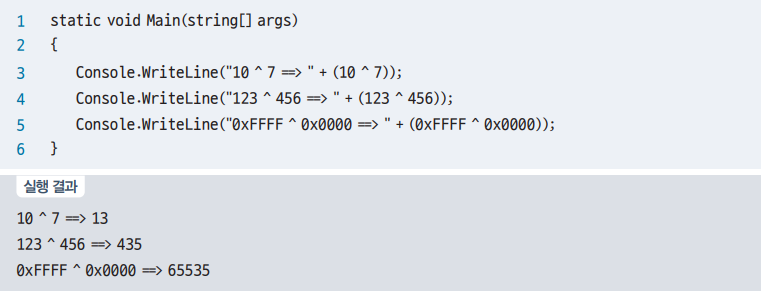 1 static void Main(string[] args)
2 {
3 Console.WriteLine("10 ^ 7 ==> " + (10 ^ 7));
4 Console.WriteLine("123 ^ 456 ==> " + (123 ^ 456));
5 Console.WriteLine("0xFFFF ^ 0x0000 ==> " + (0xFFFF ^ 0x0000));
6 }
실행 결과
10 ^ 7 ==> 13
123 ^ 456 ==> 435
0xFFFF ^ 0x0000 ==> 65535